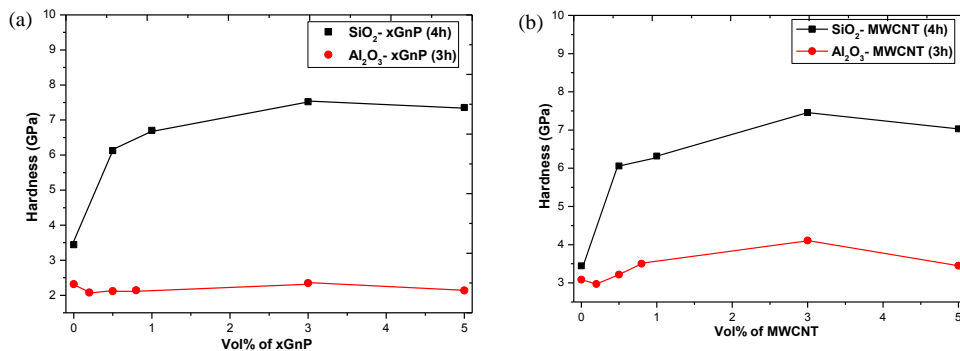 (a)
SiO2- xGnP (4h)
Al2O3- xGnP (3h)
Hardness (GPa)
10
9
8
7
6
5
4
3
2
0 1 2 3 4 5
Vol% of xGnP
(b)
SiO2- MWCNT (4h)
Al2O3- MWCNT (3h)
Hardness (GPa)
10
9
8
7
6
5
4
3
0 1 2 3 4 5
Vol% of MWCNT